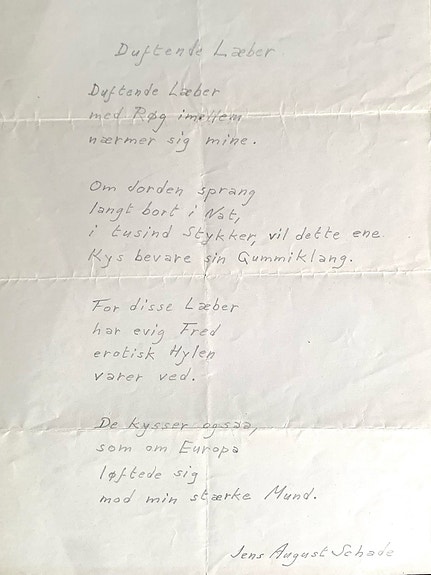 Duftende Læber
Duftende Læber
med Røg imellem
nærmer sig mine.
Om Jorden sprang
langt bort i Nat,
i tusind Stykker, vil dette ene
Kys bevare sin Gummiklang.
For disse Læber
har evig Fred
erotisk Hylen
varer ved.
De kysser ogsaa,
som om Europa
løftede sig
mod min stærke Mund.
Jens August Schade